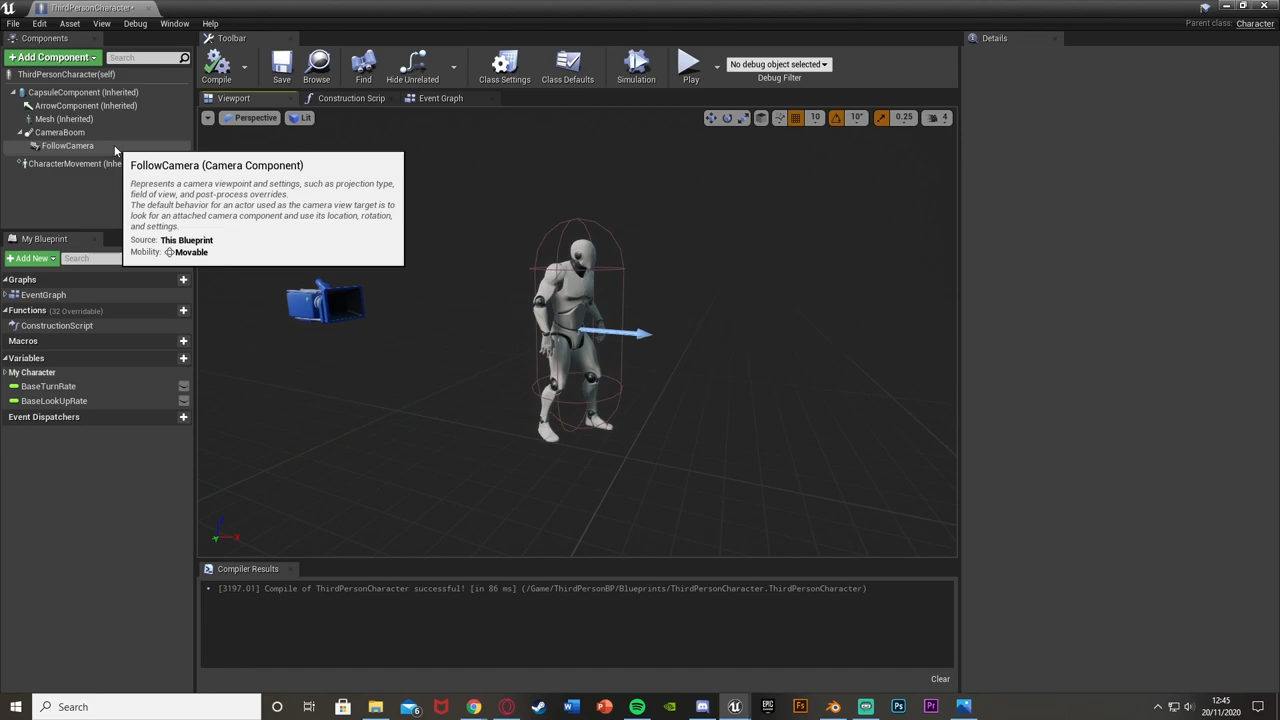 ThirdPersonCharacter*
File Edit Asset View Debug Window Help
Parent class: Character
Components
Toolbar
Details
+Add Component
Search
ThirdPersonCharacter(self)
CapsuleComponent (Inherited)
ArrowComponent (Inherited)
Mesh (Inherited)
CameraBoom
FollowCamera
CharacterMovement (Inhe
Compile
Save
Browse
Find
Hide Unrelated
Class Settings
Class Defaults
Simulation
Play
No debug object selected
Debug Filter
Viewport
Construction Scrip
Event Graph
Perspective
Lit
10
10°
0.25
4
FollowCamera (Camera Component)
Represents a camera viewpoint and settings, such as projection type,
field of view, and post-process overrides.
The default behavior for an actor used as the camera view target is to
look for an attached camera component and use its location, rotation,
and settings.
Source: This Blueprint
Mobility: Movable
My Blueprint
+Add New
Search
Graphs
EventGraph
Functions (32 Overridable)
ConstructionScript
Macros
Variables
My Character
BaseTurnRate
BaseLookUpRate
Event Dispatchers
Compiler Results
[3197.01] Compile of ThirdPersonCharacter successful! [in 86 ms] (/Game/ThirdPersonBP/Blueprints/ThirdPersonCharacter.ThirdPersonCharacter)
Clear
Search
12:45
20/11/2020